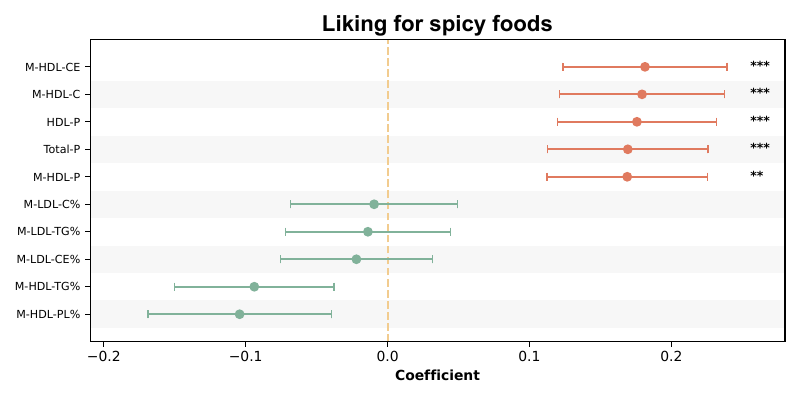 Liking for spicy foods
M-HDL-CE ***
M-HDL-C ***
HDL-P ***
Total-P ***
M-HDL-P **
M-LDL-C%
M-LDL-TG%
M-LDL-CE%
M-HDL-TG%
M-HDL-PL%
−0.2 −0.1 0.0 0.1 0.2
Coefficient